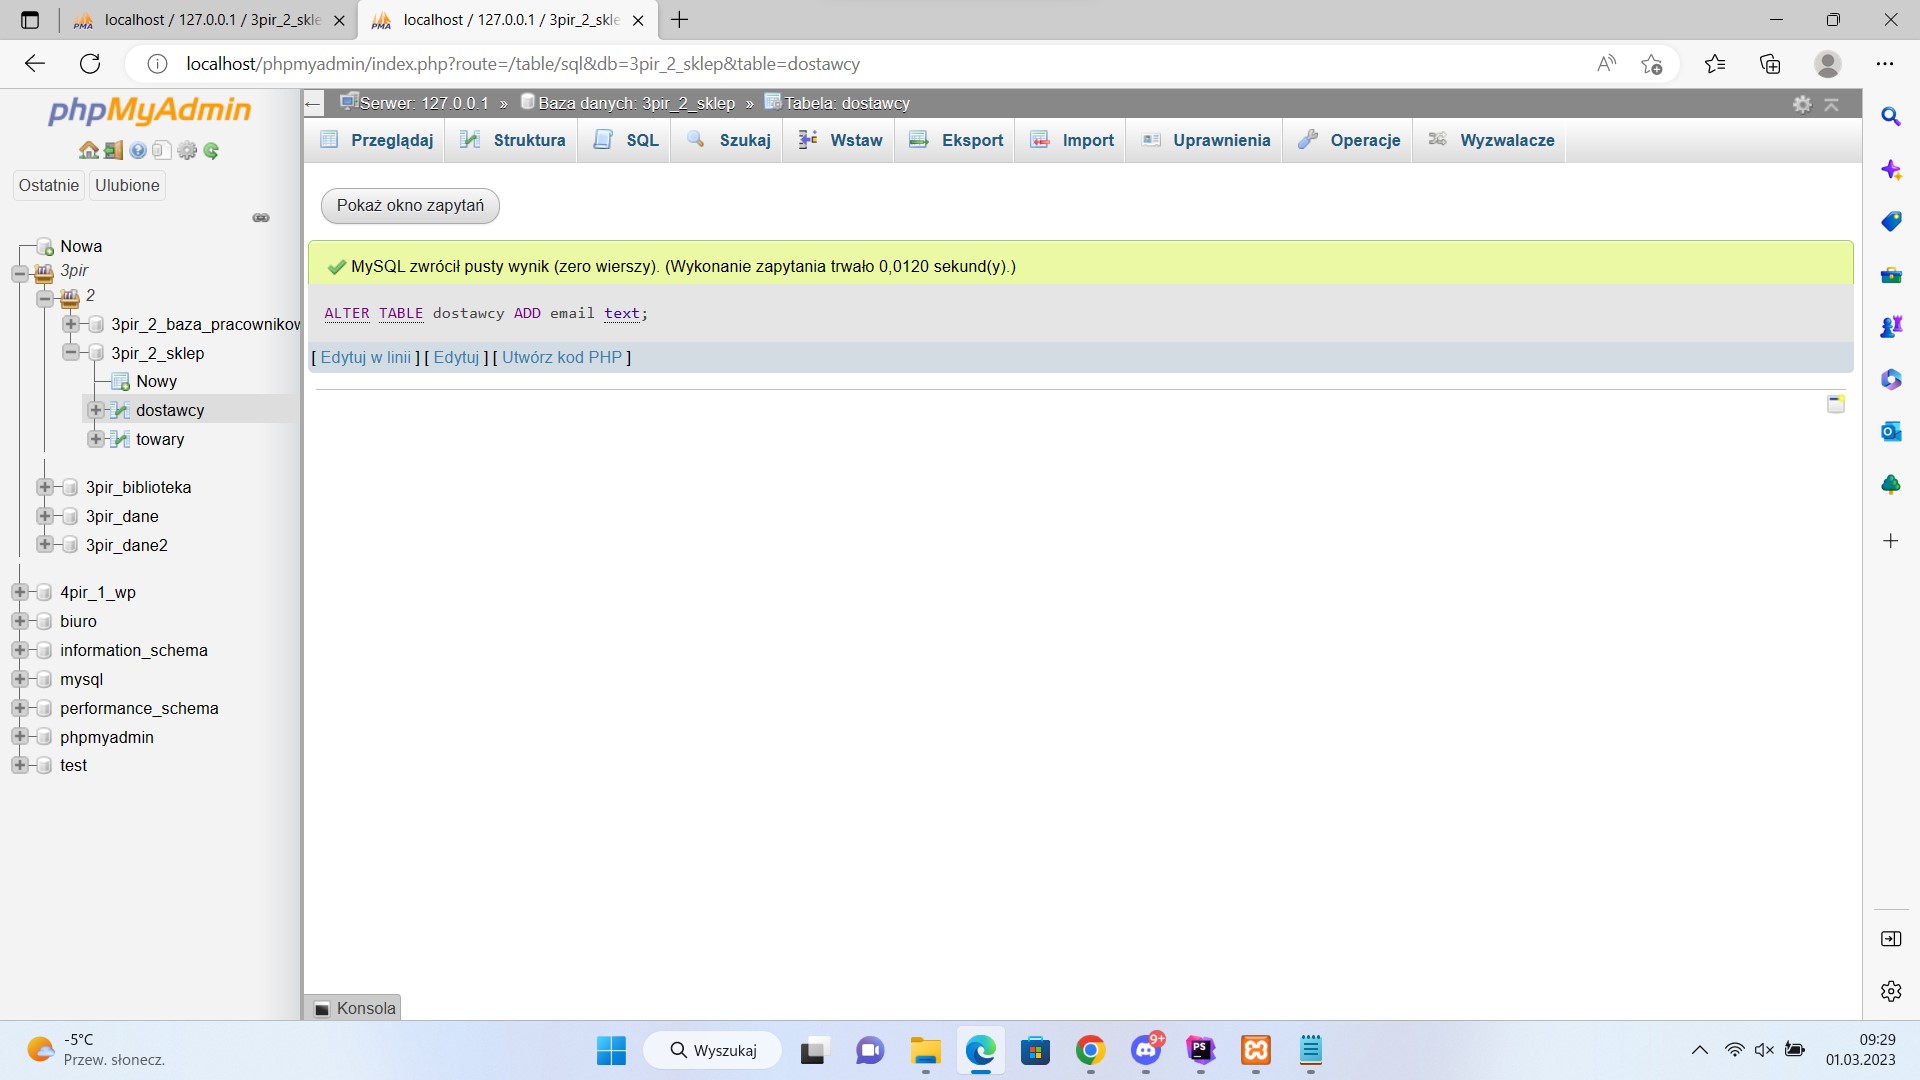 localhost / 127.0.0.1 / 3pir_2_skle
localhost / 127.0.0.1 / 3pir_2_skle
localhost/phpmyadmin/index.php?route=/table/sql&db=3pir_2_sklep&table=dostawcy
phpMyAdmin
Ostatnie Ulubione
Nowa
3pir
2
3pir_2_baza_pracownikow
3pir_2_sklep
Nowy
dostawcy
towary
3pir_biblioteka
3pir_dane
3pir_dane2
4pir_1_wp
biuro
information_schema
mysql
performance_schema
phpmyadmin
test
Serwer: 127.0.0.1 » Baza danych: 3pir_2_sklep » Tabela: dostawcy
Przeglądaj Struktura SQL Szukaj Wstaw Eksport Import Uprawnienia Operacje Wyzwalacze
Pokaż okno zapytań
MySQL zwrócił pusty wynik (zero wierszy). (Wykonanie zapytania trwało 0,0120 sekund(y).)
ALTER TABLE dostawcy ADD email text;
[ Edytuj w linii ] [ Edytuj ] [ Utwórz kod PHP ]
Konsola
-5°C
Przew. słonecz.
Wyszukaj
9+
PS
09:29
01.03.2023